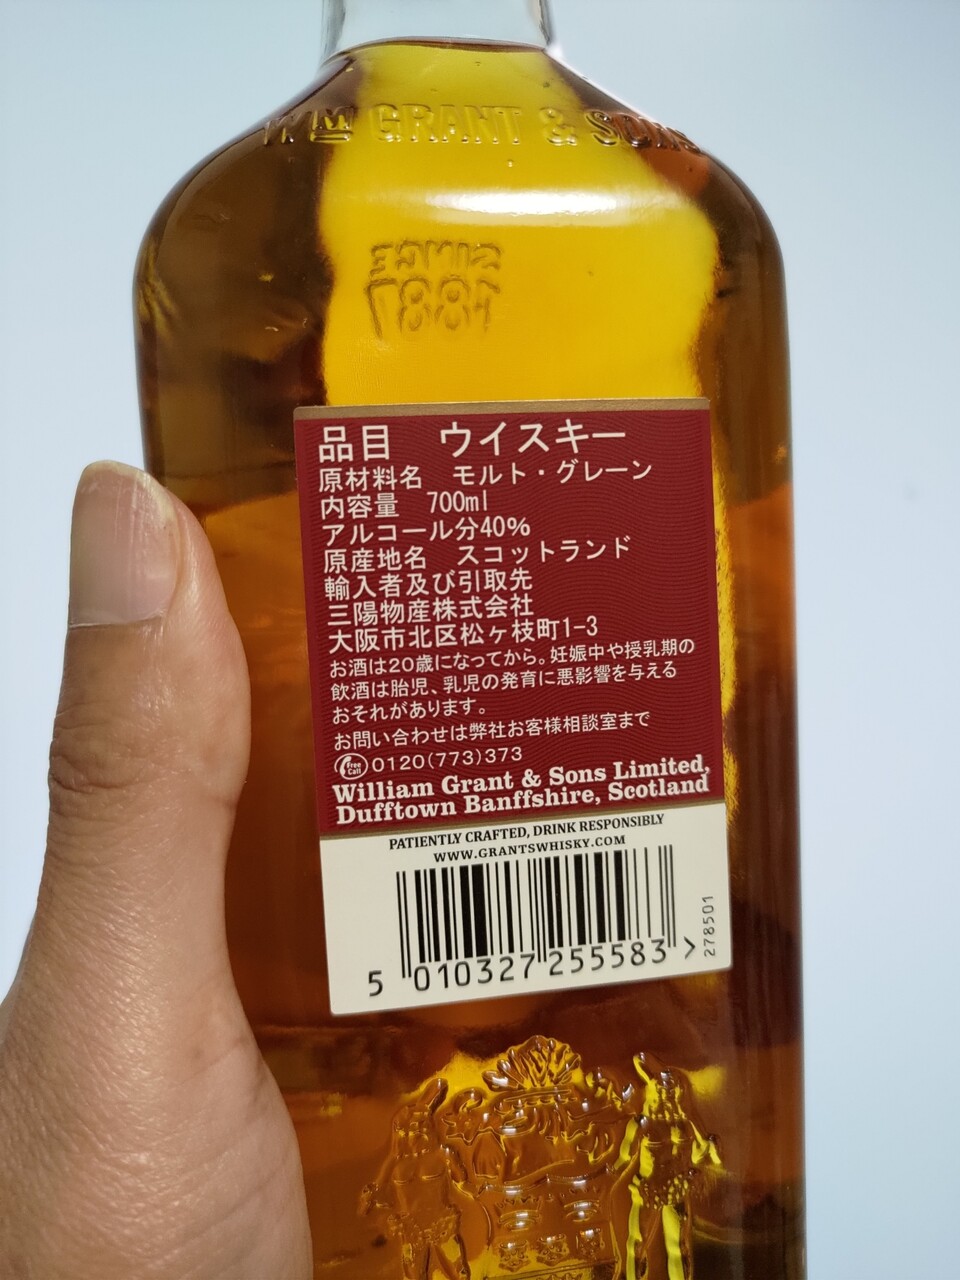 WM GRANT & SONS
SINCE
1887
品目 ウイスキー
原材料名 モルト・グレーン
内容量 700ml
アルコール分40%
原産地名 スコットランド
輸入者及び引取先
三陽物産株式会社
大阪市北区松ヶ枝町1-3
お酒は20歳になってから。妊娠中や授乳期の
飲酒は胎児、乳児の発育に悪影響を与える
おそれがあります。
お問い合わせは弊社お客様相談室まで
Free Call 0120(773)373
William Grant & Sons Limited,
Dufftown Banffshire, Scotland
PATIENTLY CRAFTED, DRINK RESPONSIBLY
WWW.GRANTSWHISKY.COM
5 010327 255583 >
278501